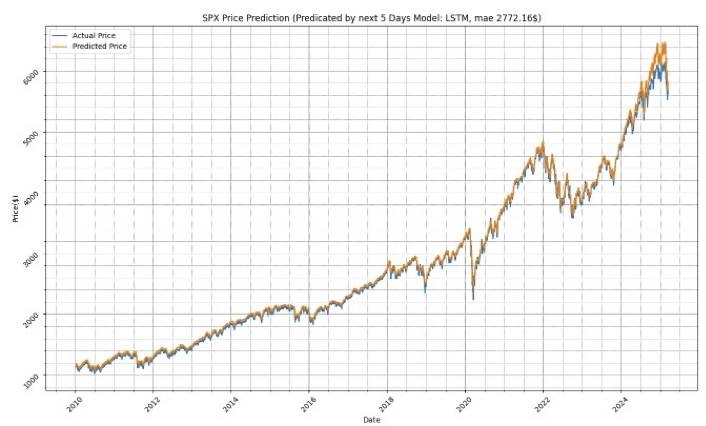 SPX Price Prediction (Predicated by next 5 Days Model: LSTM, mae 2772.16$)
Actual Price
Predicted Price
6000
5000
4000
3000
2000
1000
Price($)
2010 2012 2014 2016 2018 2020 2022 2024
Date